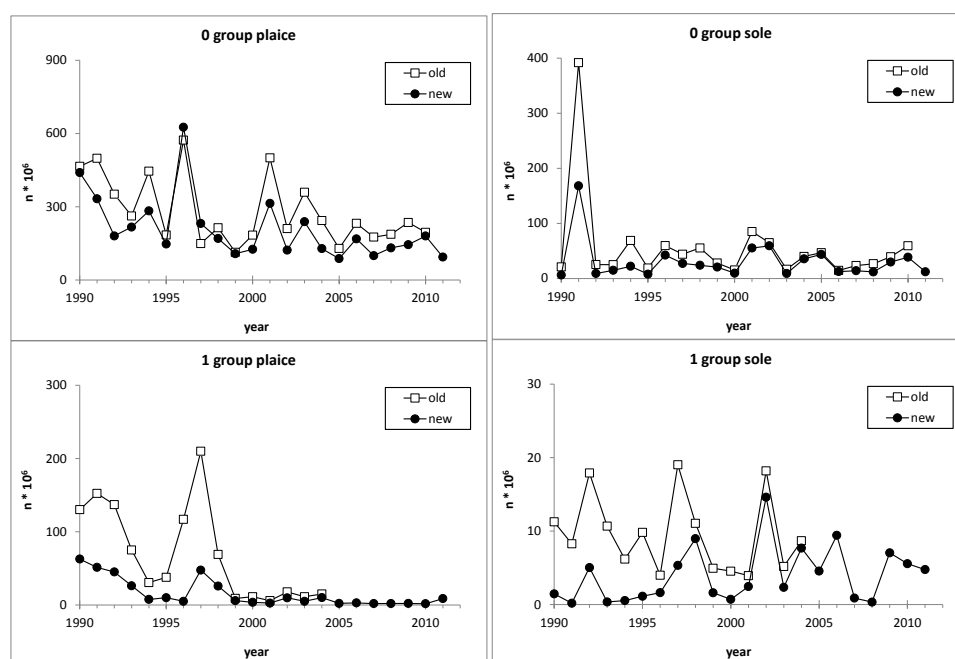 0 group plaice
900
600
300
0
n * 10⁶
old
new
1990 1995 2000 2005 2010
year
0 group sole
400
300
200
100
0
n * 10⁶
old
new
1990 1995 2000 2005 2010
year
1 group plaice
300
200
100
0
n * 10⁶
old
new
1990 1995 2000 2005 2010
year
1 group sole
30
20
10
0
n * 10⁶
old
new
1990 1995 2000 2005 2010
year